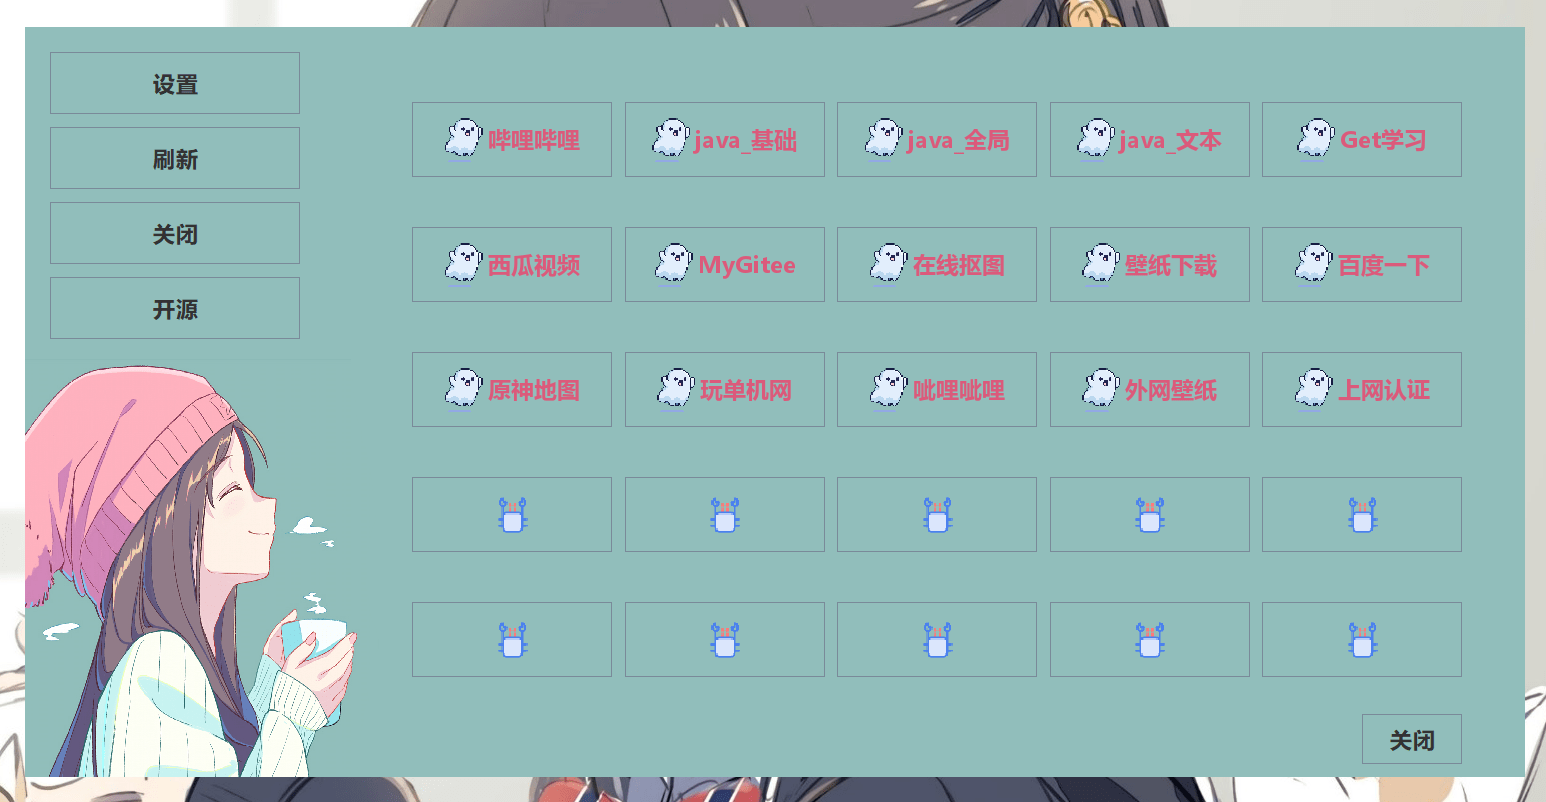 设置
刷新
关闭
开源
哔哩哔哩 java_基础 java_全局 java_文本 Get学习
西瓜视频 MyGitee 在线抠图 壁纸下载 百度一下
原神地图 玩单机网 呲哩呲哩 外网壁纸 上网认证
关闭